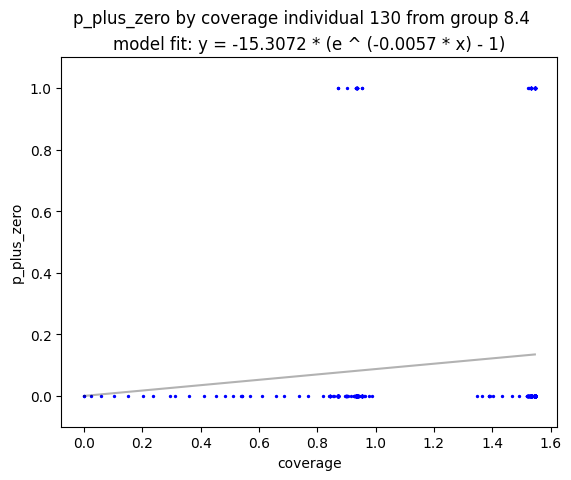 p_plus_zero by coverage individual 130 from group 8.4
model fit: y = -15.3072 * (e ^ (-0.0057 * x) - 1)
1.0
0.8
0.6
0.4
0.2
0.0
p_plus_zero
0.0 0.2 0.4 0.6 0.8 1.0 1.2 1.4 1.6
coverage